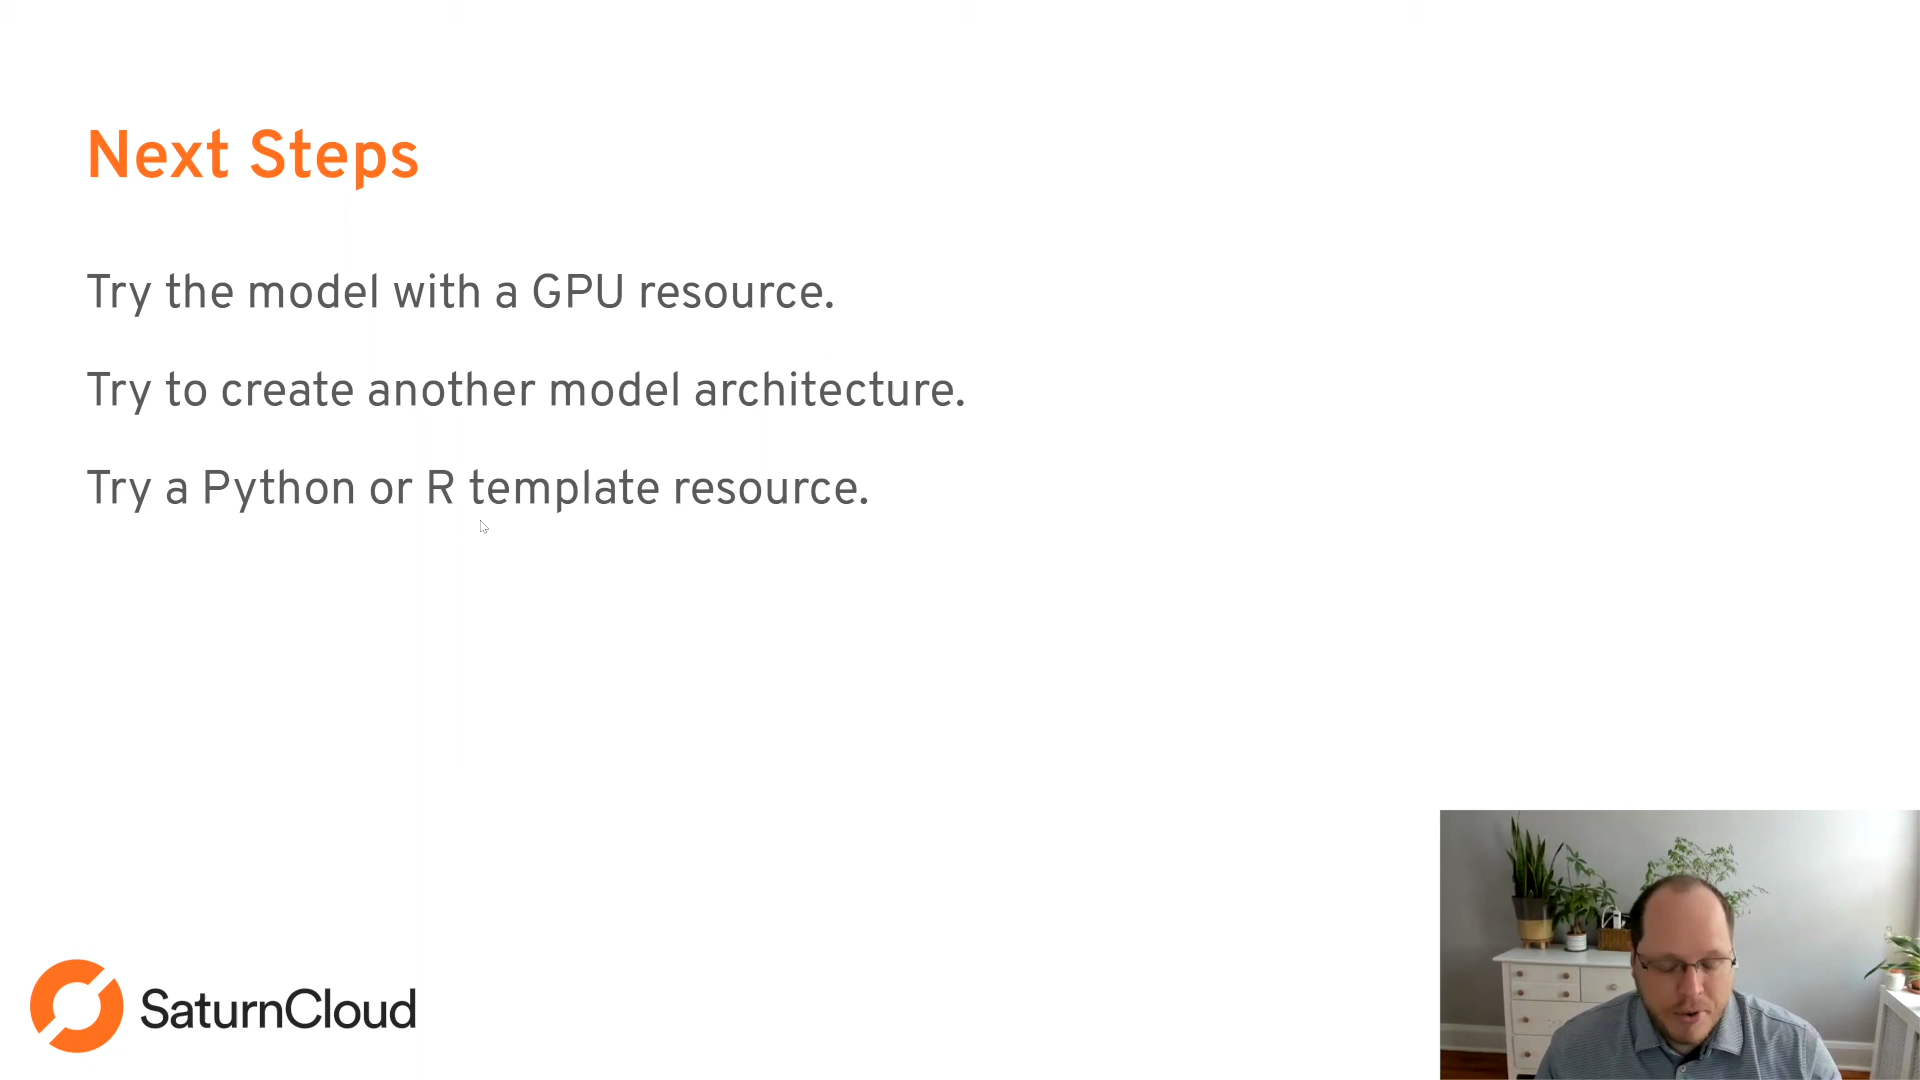 Next Steps
Try the model with a GPU resource.
Try to create another model architecture.
Try a Python or R template resource.
SaturnCloud